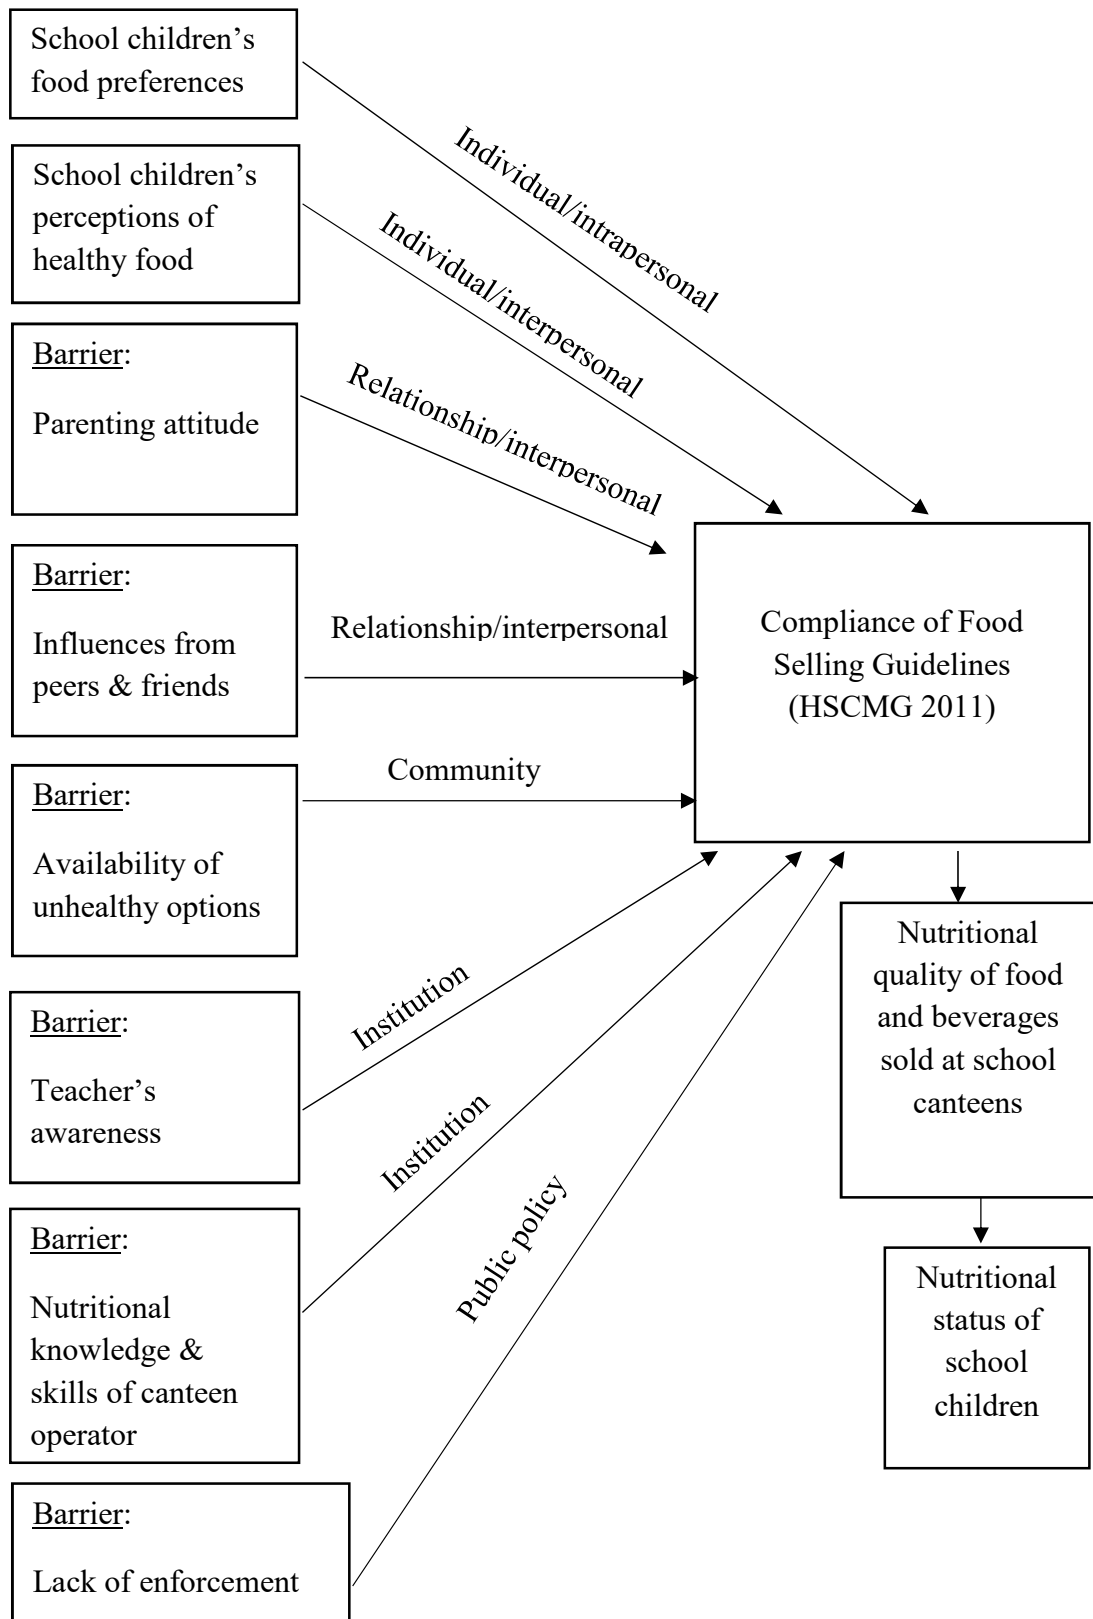 School children’s
food preferences
Individual/intrapersonal
School children’s
perceptions of
healthy food
Individual/interpersonal
Barrier:
Parenting attitude
Relationship/interpersonal
Barrier:
Influences from
peers & friends
Relationship/interpersonal
Compliance of Food
Selling Guidelines
(HSCMG 2011)
Barrier:
Availability of
unhealthy options
Community
Barrier:
Teacher’s
awareness
Institution
Barrier:
Nutritional
knowledge &
skills of canteen
operator
Institution
Barrier:
Lack of enforcement
Public policy
Nutritional
quality of food
and beverages
sold at school
canteens
Nutritional
status of
school
children